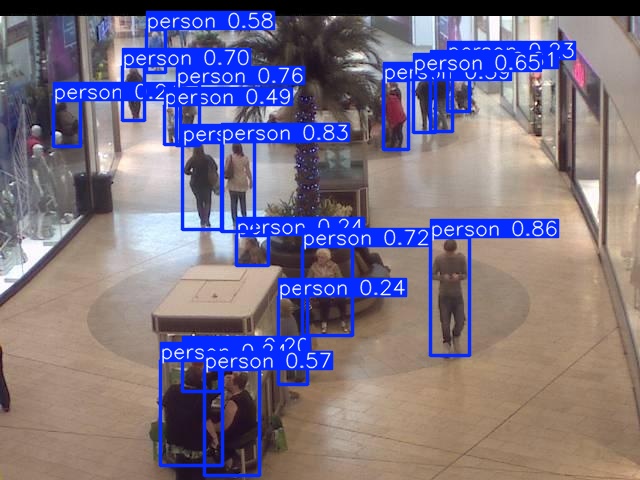 person 0.58
person 0.70
person 0.76
person 0.2
person 0.49
person 0.65
person 0.83
person 0.24
person 0.72
person 0.86
person 0.24
person 0.57